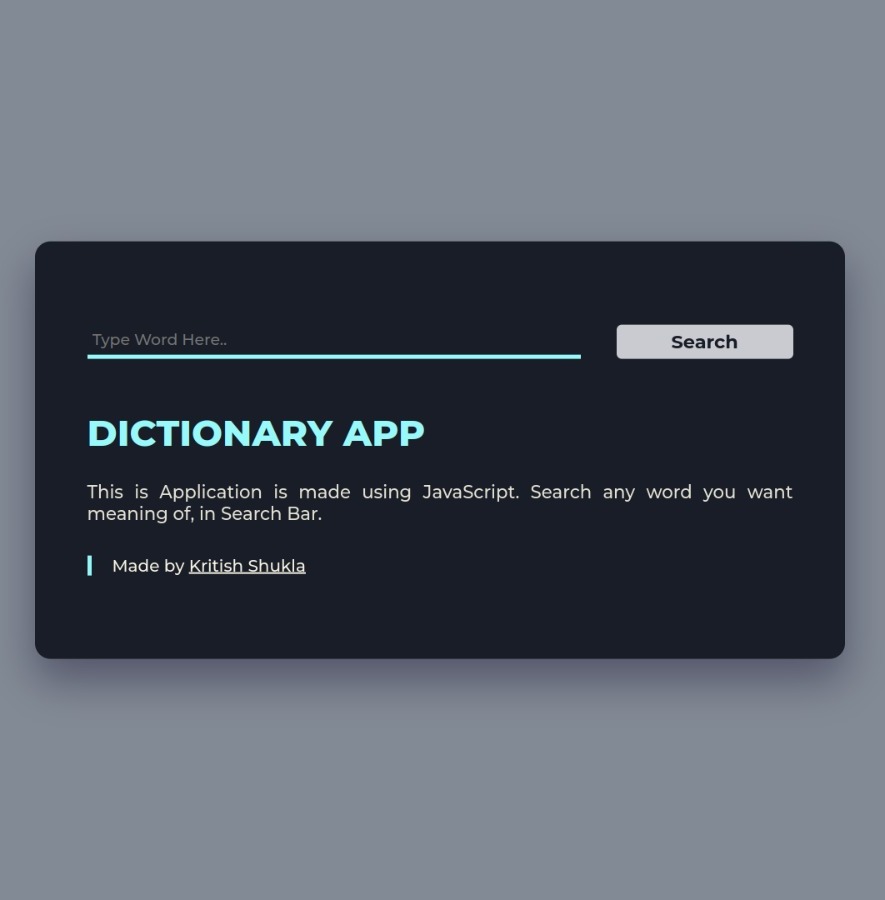 Type Word Here..
Search
DICTIONARY APP
This is Application is made using JavaScript. Search any word you want
meaning of, in Search Bar.
Made by Kritish Shukla